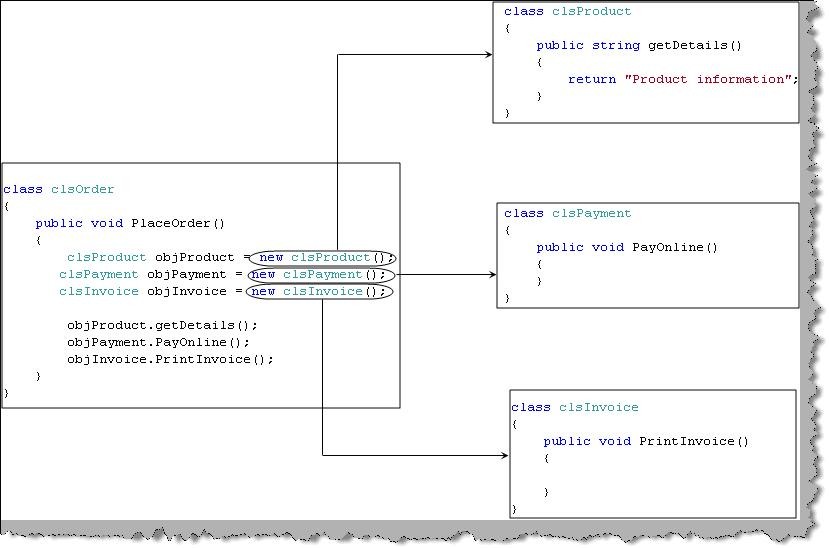 class clsProduct
{
public string getDetails()
{
return "Product information";
}
}
class clsOrder
{
public void PlaceOrder()
{
clsProduct objProduct = new clsProduct();
clsPayment objPayment = new clsPayment();
clsInvoice objInvoice = new clsInvoice();
objProduct.getDetails();
objPayment.PayOnline();
objInvoice.PrintInvoice();
}
}
class clsPayment
{
public void PayOnline()
{
}
}
class clsInvoice
{
public void PrintInvoice()
{
}
}